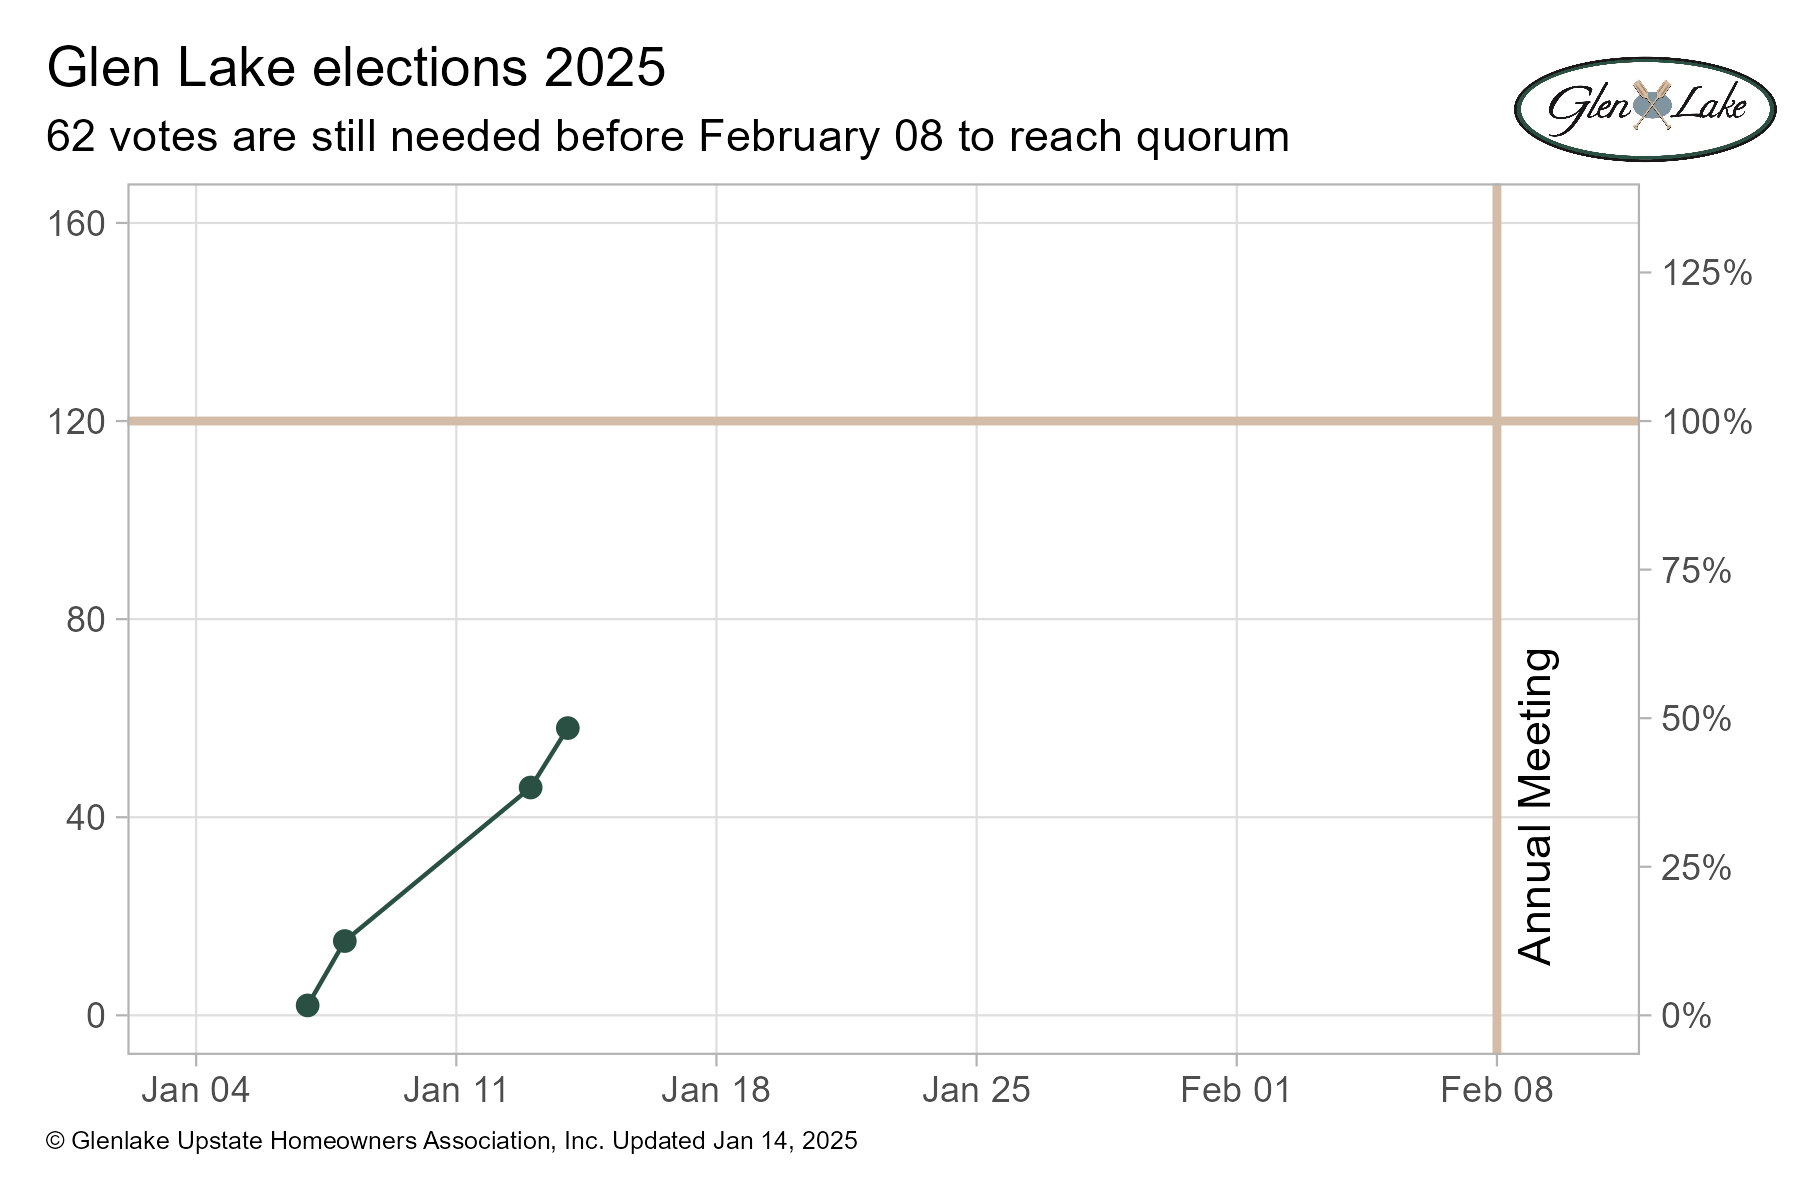 Glen Lake elections 2025
62 votes are still needed before February 08 to reach quorum
Glen Lake
160
120
80
40
0
125%
100%
75%
50%
25%
0%
Annual Meeting
Jan 04
Jan 11
Jan 18
Jan 25
Feb 01
Feb 08
© Glenlake Upstate Homeowners Association, Inc. Updated Jan 14, 2025